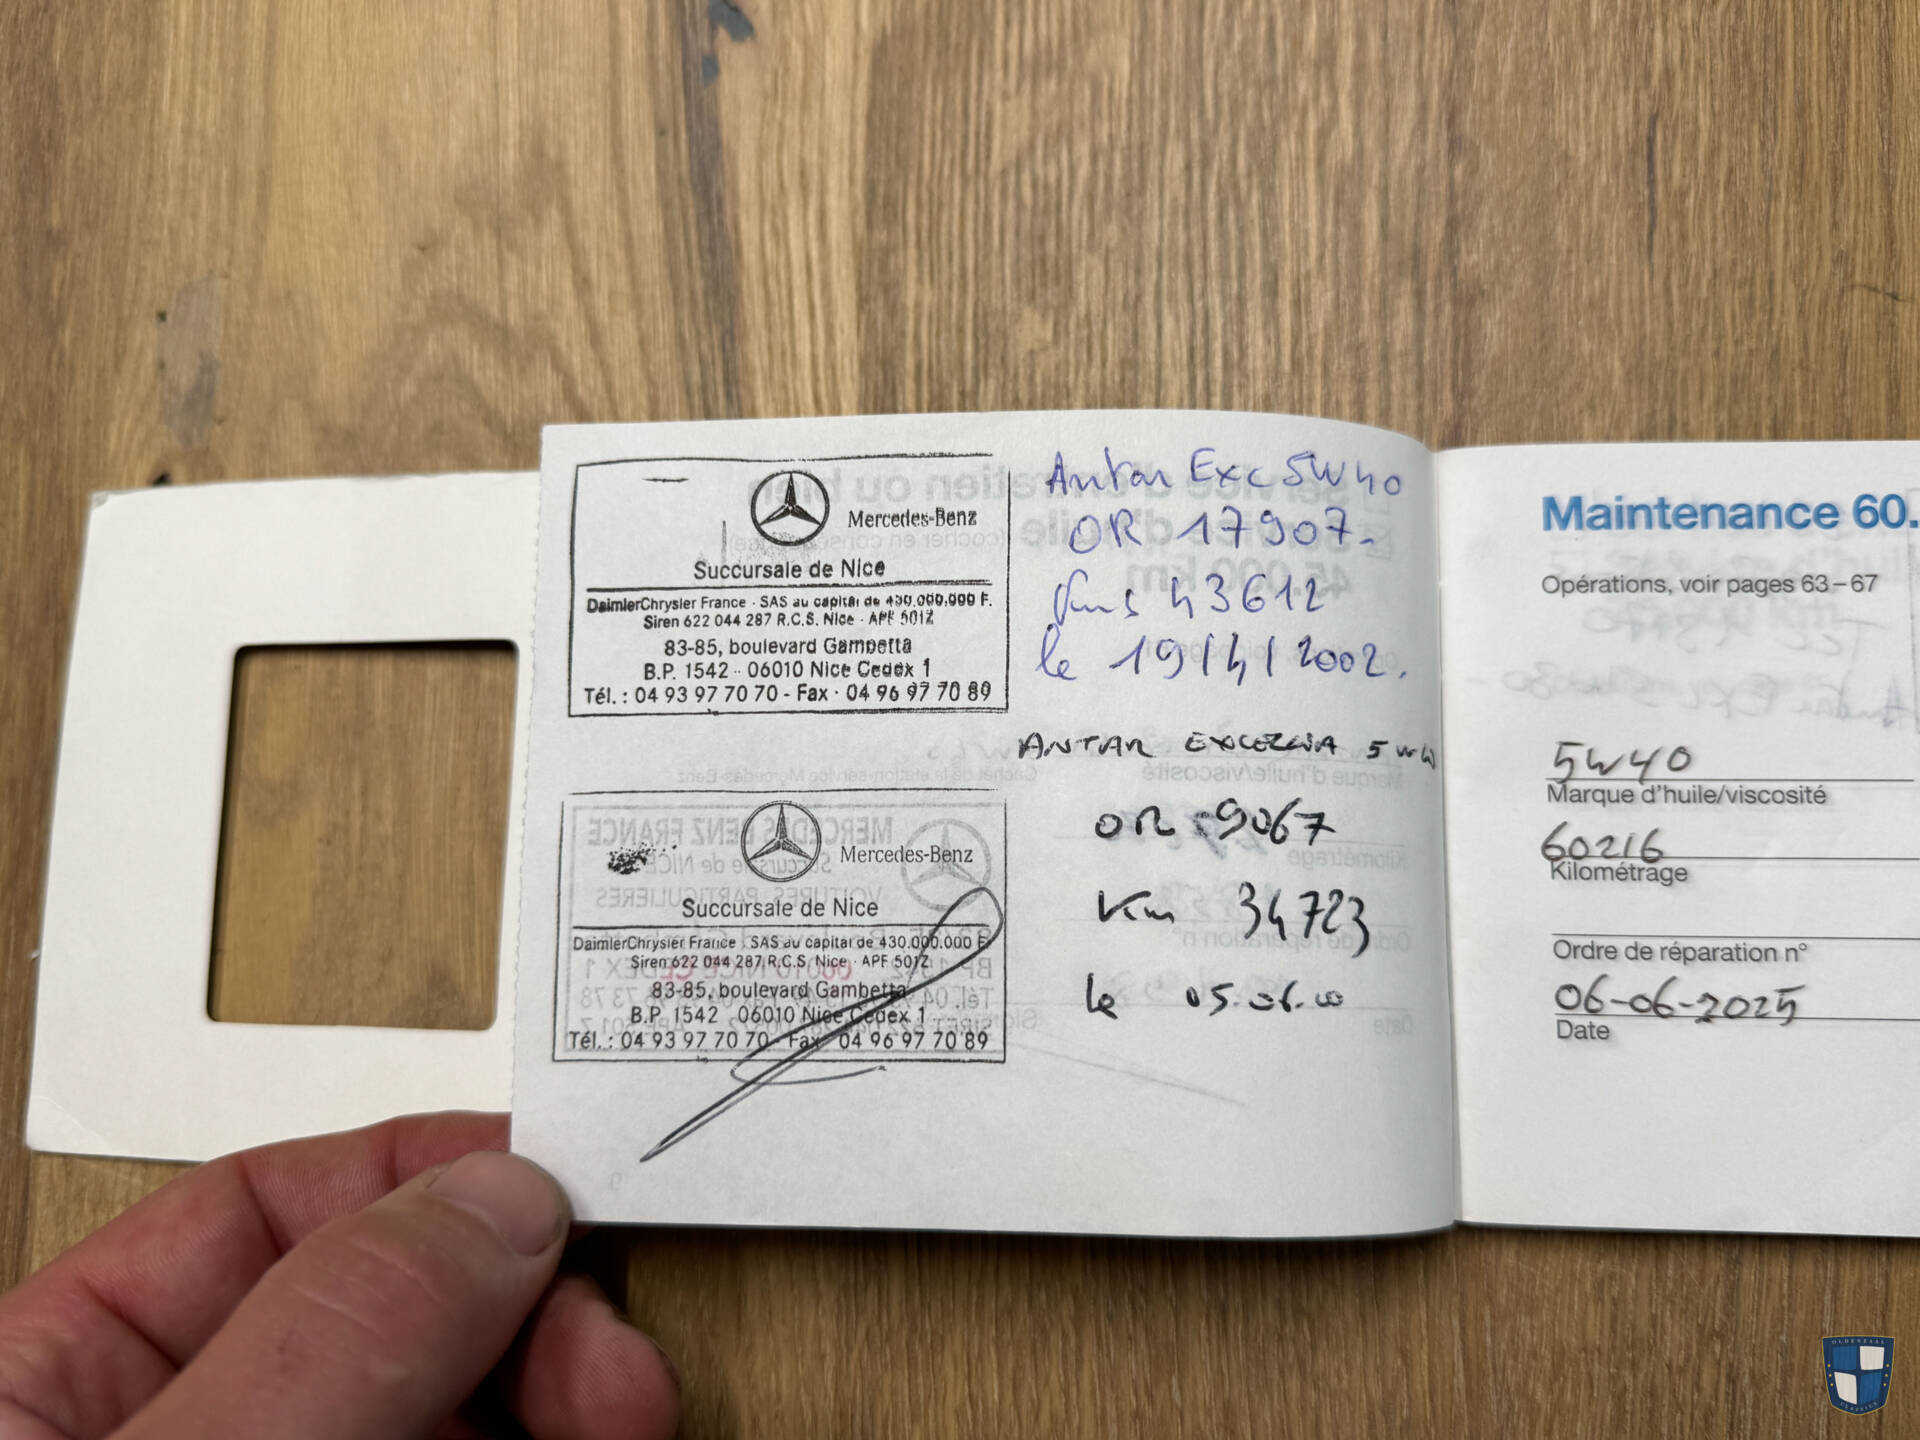 Mercedes-Benz
Succursale de Nice
DaimlerChrysler France · SAS au capital de 430.000.000 F.
Siren 622 044 287 R.C.S. Nice · APF 501Z
83-85, boulevard Gambetta
B.P. 1542 - 06010 Nice Cedex 1
Tél. : 04 93 97 70 70 - Fax · 04 96 97 70 89
Antar Exc 5W40
OR 17907.
Kms 43612
le 19/4/2002.
ANTAR 5W40
Mercedes-Benz
Succursale de Nice
DaimlerChrysler France · SAS au capital de 430.000.000 F.
Siren 622 044 287 R.C.S. Nice · APF 501Z
83-85, boulevard Gambetta
B.P. 1542 06010 Nice Cedex 1
Tél. : 04 93 97 70 70 - Fax 04 96 97 70 89
OR 9067
Km 34723
le 05.06.00
Maintenance 60.
Opérations, voir pages 63–67
5W40
Marque d'huile/viscosité
60216
Kilométrage
Ordre de réparation n°
06-06-2025
Date
OLDENZAAL
CLASSICS